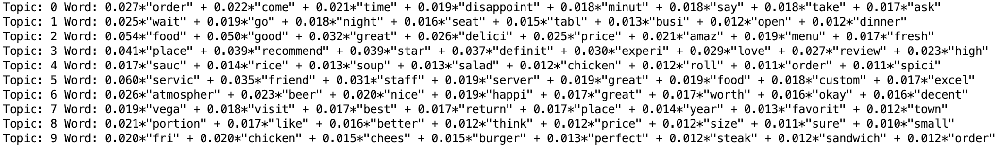 Topic: 0 Word: 0.027*"order" + 0.022*"come" + 0.021*"time" + 0.019*"disappoint" + 0.018*"minut" + 0.018*"say" + 0.018*"take" + 0.017*"ask"
Topic: 1 Word: 0.025*"wait" + 0.019*"go" + 0.018*"night" + 0.016*"seat" + 0.015*"tabl" + 0.013*"busi" + 0.012*"open" + 0.012*"dinner"
Topic: 2 Word: 0.054*"food" + 0.050*"good" + 0.032*"great" + 0.026*"delici" + 0.025*"price" + 0.021*"amaz" + 0.019*"menu" + 0.017*"fresh"
Topic: 3 Word: 0.041*"place" + 0.039*"recommend" + 0.039*"star" + 0.037*"definit" + 0.030*"experi" + 0.029*"love" + 0.027*"review" + 0.023*"high"
Topic: 4 Word: 0.017*"sauc" + 0.014*"rice" + 0.013*"soup" + 0.013*"salad" + 0.012*"chicken" + 0.012*"roll" + 0.011*"order" + 0.011*"spici"
Topic: 5 Word: 0.060*"servic" + 0.035*"friend" + 0.031*"staff" + 0.019*"server" + 0.019*"great" + 0.019*"food" + 0.018*"custom" + 0.017*"excel"
Topic: 6 Word: 0.026*"atmospher" + 0.023*"beer" + 0.020*"nice" + 0.019*"happi" + 0.017*"great" + 0.017*"worth" + 0.016*"okay" + 0.016*"decent"
Topic: 7 Word: 0.019*"vega" + 0.018*"visit" + 0.017*"best" + 0.017*"return" + 0.017*"place" + 0.014*"year" + 0.013*"favorit" + 0.012*"town"
Topic: 8 Word: 0.021*"portion" + 0.017*"like" + 0.016*"better" + 0.012*"think" + 0.012*"price" + 0.012*"size" + 0.011*"sure" + 0.010*"small"
Topic: 9 Word: 0.020*"fri" + 0.020*"chicken" + 0.015*"chees" + 0.015*"burger" + 0.013*"perfect" + 0.012*"steak" + 0.012*"sandwich" + 0.012*"order"